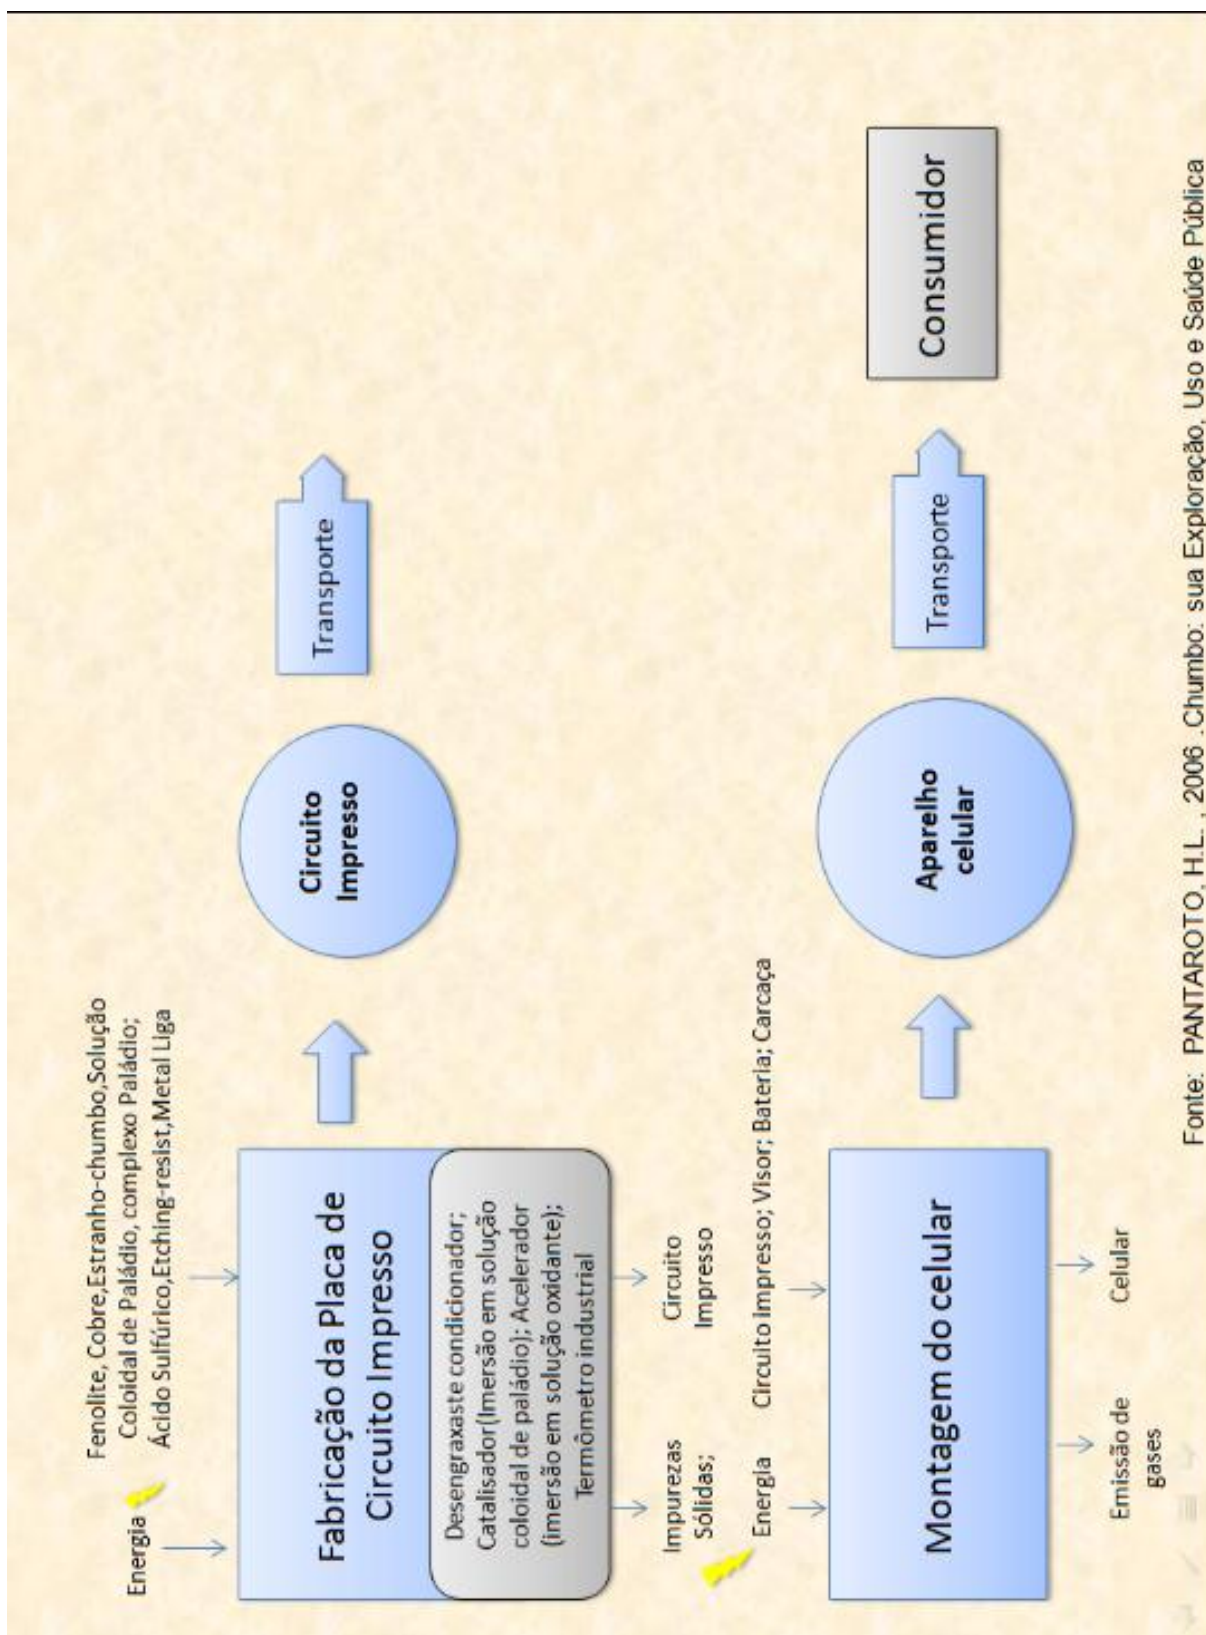 Energia
Fenolite, Cobre,Estranho-chumbo,Solução
Coloidal de Paládio, complexo Paládio;
Ácido Sulfúrico,Etching-resist,Metal Liga
Fabricação da Placa de
Circuito Impresso
Desengraxaste condicionador;
Catalisador(Imersão em solução
coloidal de paládio); Acelerador
(imersão em solução oxidante);
Termômetro industrial
Impurezas
Sólidas;
Circuito
Impresso
Circuito
Impresso
Transporte
Energia
Circuito Impresso; Visor; Bateria; Carcaça
Montagem do celular
Emissão de
gases
Celular
Aparelho
celular
Transporte
Consumidor
Fonte: PANTAROTO, H.L. , 2006 .Chumbo: sua Exploração, Uso e Saúde Pública